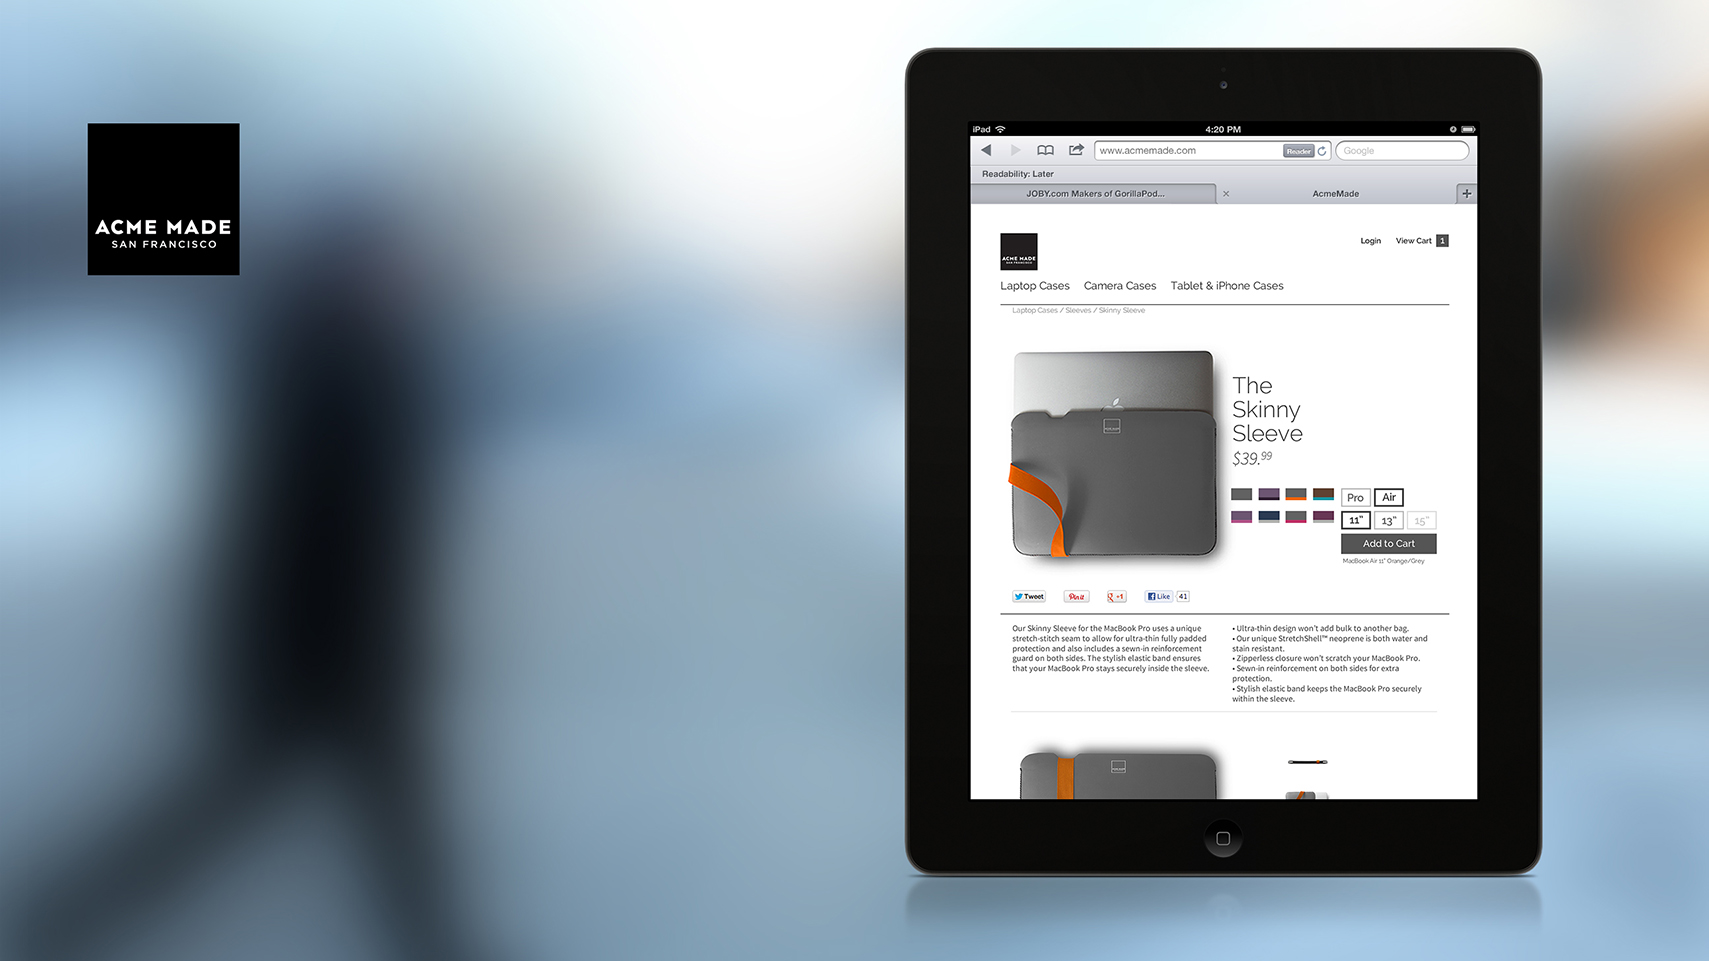 ACME MADE
SAN FRANCISCO
iPad
4:20 PM
www.acmemade.com
Reader
Google
Readability: Later
JOBY.com Makers of GorillaPod...
AcmeMade
ACME MADE
SAN FRANCISCO
Login
View Cart 1
Laptop Cases
Camera Cases
Tablet & iPhone Cases
Laptop Cases / Sleeves / Skinny Sleeve
The
Skinny
Sleeve
$39.99
Pro
Air
11"
13"
15"
Add to Cart
MacBook Air 11" Orange/Grey
Tweet
Pin it
+1
Like
41
Our Skinny Sleeve for the MacBook Pro uses a unique
stretch-stitch seam to allow for ultra-thin fully padded
protection and also includes a sewn-in reinforcement
guard on both sides. The stylish elastic band ensures
that your MacBook Pro stays securely inside the sleeve.
• Ultra-thin design won't add bulk to another bag.
• Our unique StretchShell™ neoprene is both water and
stain resistant.
• Zipperless closure won't scratch your MacBook Pro.
• Sewn-in reinforcement on both sides for extra
protection.
• Stylish elastic band keeps the MacBook Pro securely
within the sleeve.